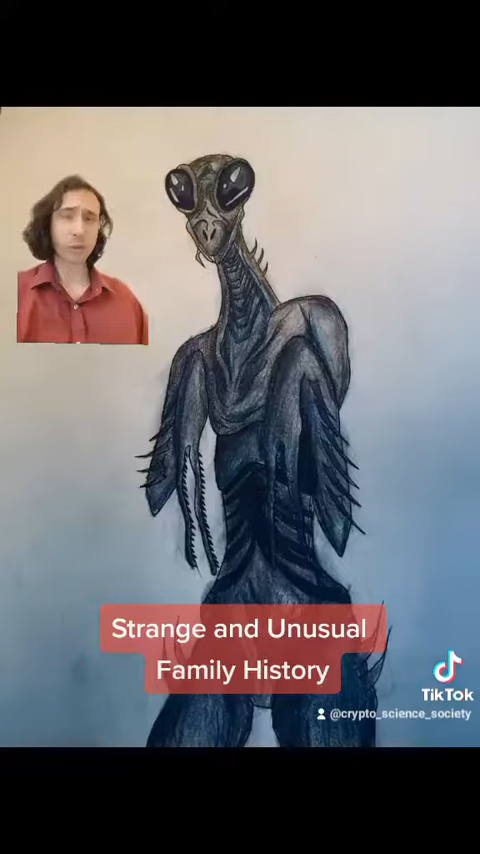 Strange and Unusual
Family History
TikTok
@crypto_science_society